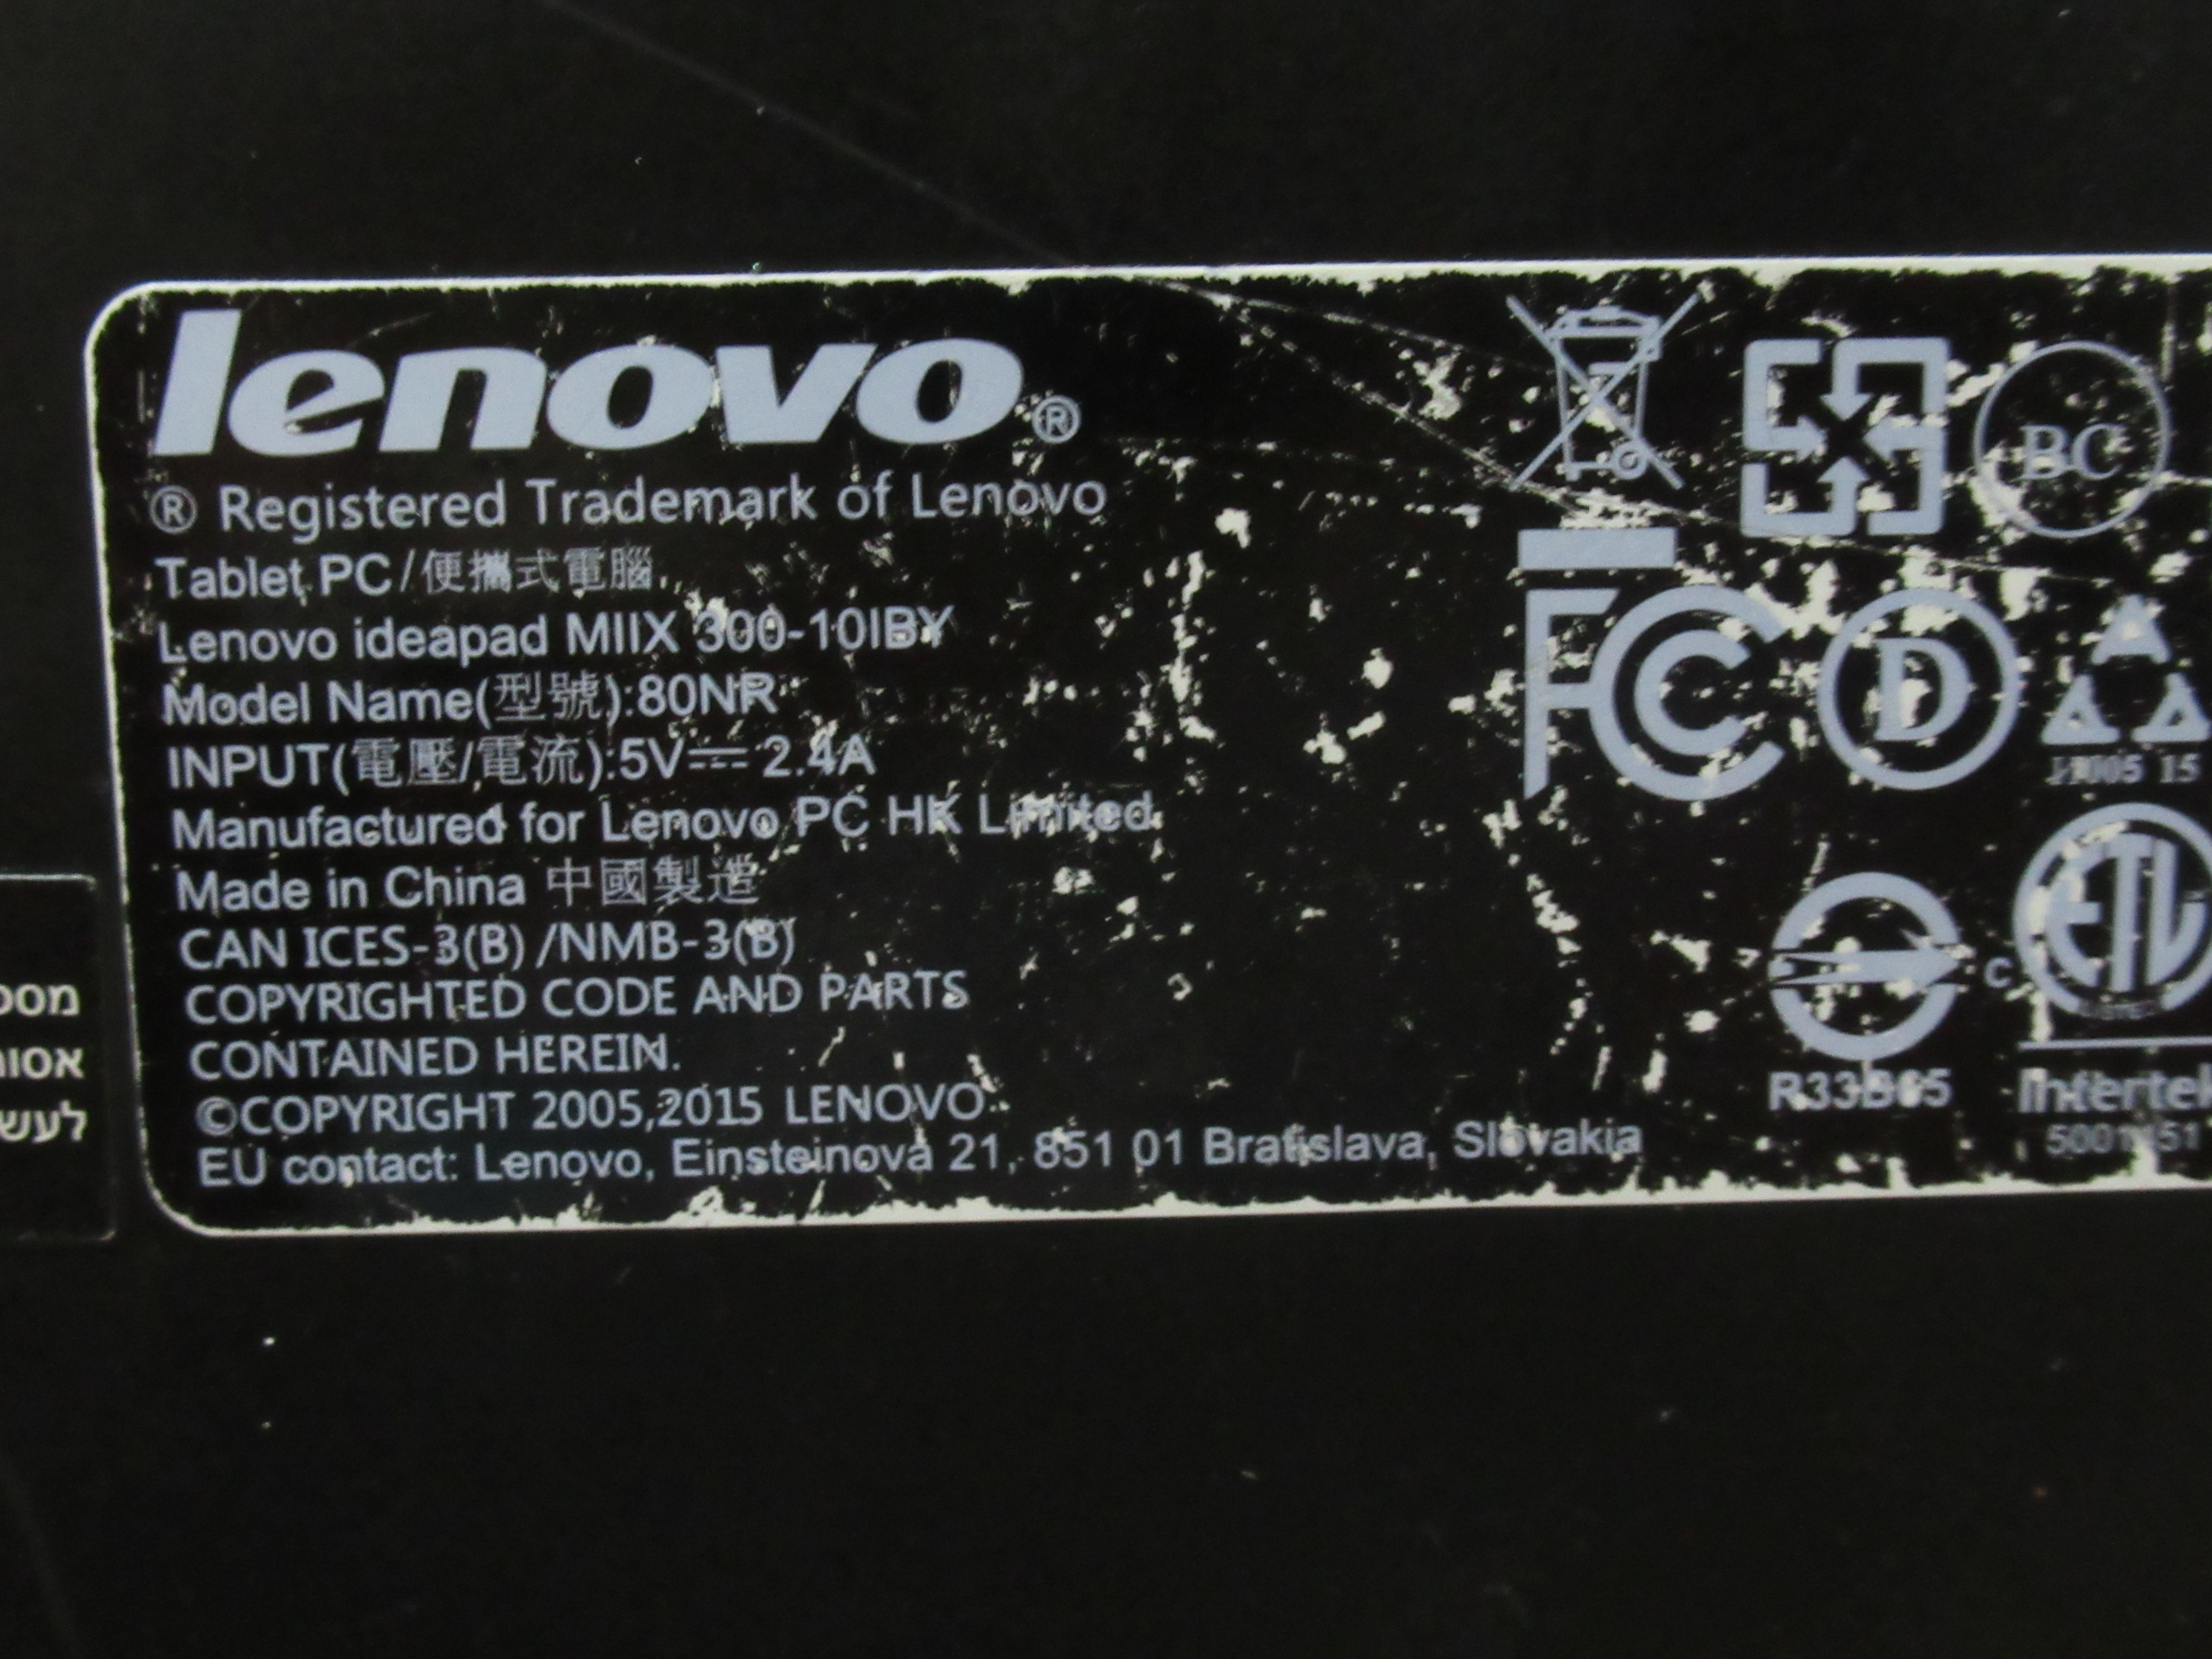 lenovo®
® Registered Trademark of Lenovo
Tablet PC/便攜式電腦
Lenovo ideapad MIIX 300-10IBY
Model Name(型號):80NR
INPUT(電壓/電流):5V⎓2.4A
Manufactured for Lenovo PC HK Limited
Made in China 中國製造
CAN ICES-3(B) /NMB-3(B)
COPYRIGHTED CODE AND PARTS
CONTAINED HEREIN.
©COPYRIGHT 2005,2015 LENOVO.
EU contact: Lenovo, Einsteinova 21, 851 01 Bratislava, Slovakia
BC
FC
D
15
C ETL
R33B65
Intertek